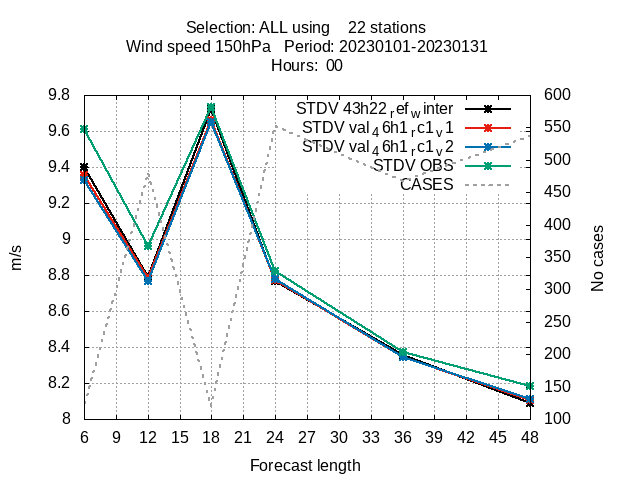 Selection: ALL using    22 stations
Wind speed 150hPa   Period: 20230101-20230131
Hours:  00
STDV 43h22_ref_winter
STDV val_46h1_rc1_v1
STDV val_46h1_rc1_v2
STDV OBS
CASES
9.8
9.6
9.4
9.2
9
8.8
8.6
8.4
8.2
8
m/s
600
550
500
450
400
350
300
250
200
150
100
No cases
6 9 12 15 18 21 24 27 30 33 36 39 42 45 48
Forecast length